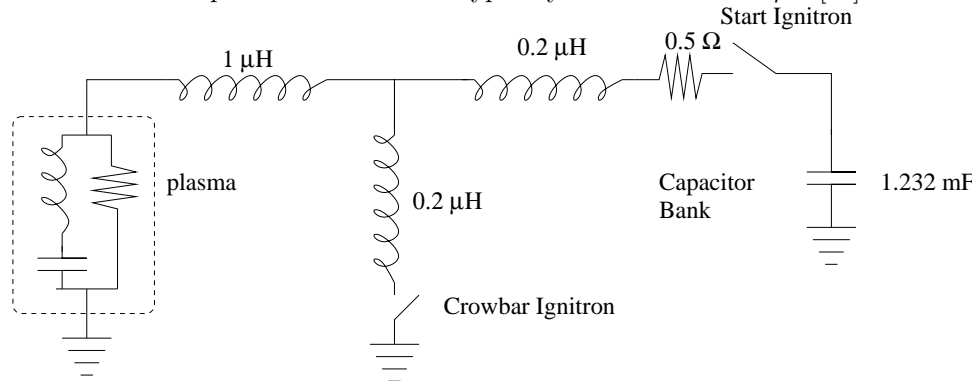 Start Ignitron
0.2 μH
0.5 Ω
1 μH
plasma
0.2 μH
Capacitor
Bank
1.232 mF
Crowbar Ignitron